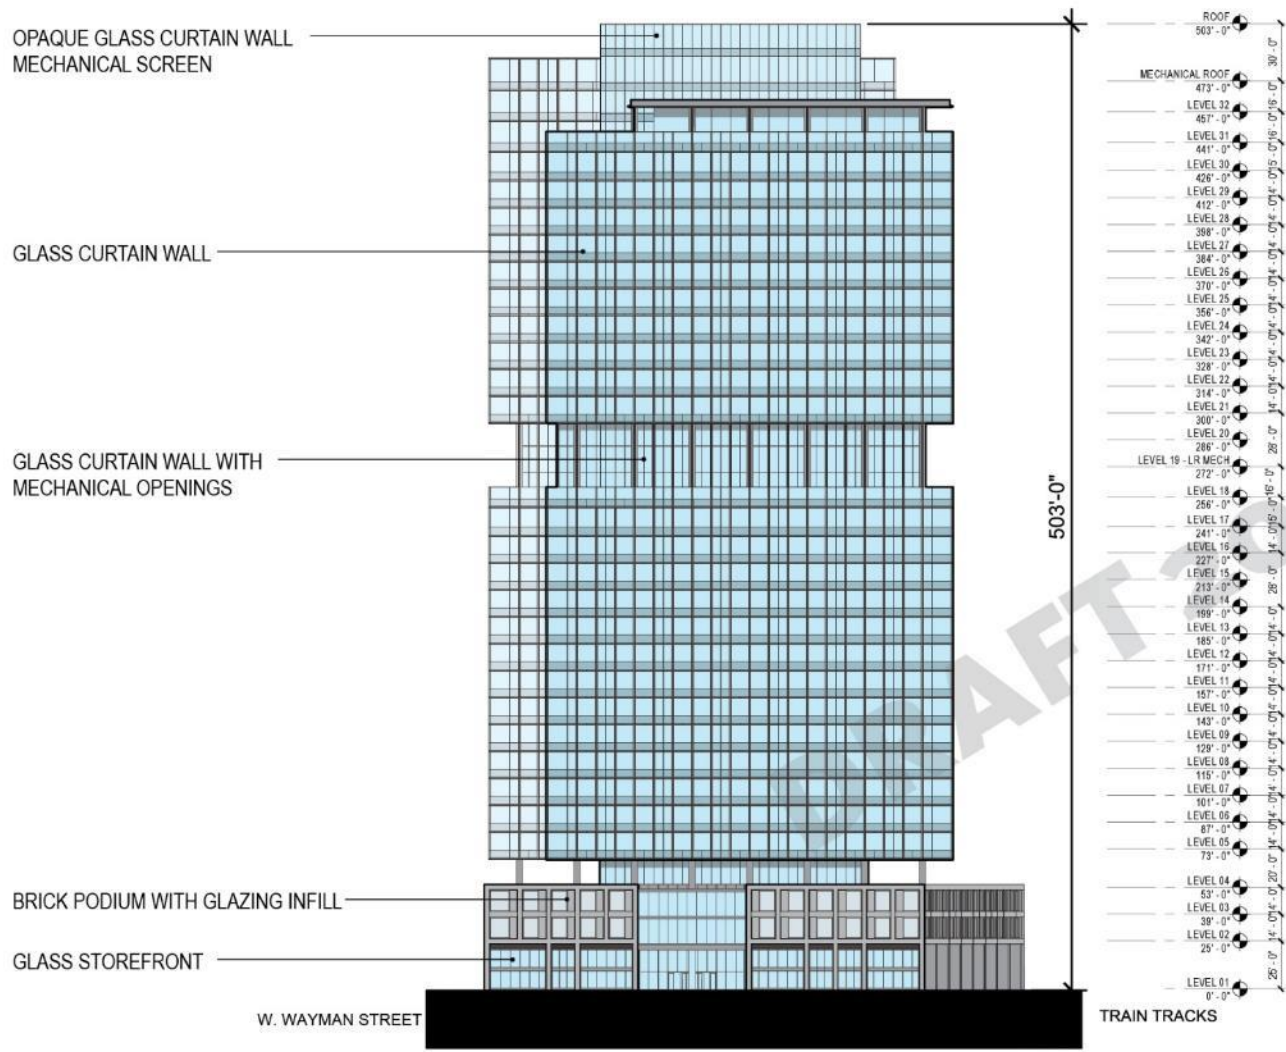 OPAQUE GLASS CURTAIN WALL
MECHANICAL SCREEN
GLASS CURTAIN WALL
GLASS CURTAIN WALL WITH
MECHANICAL OPENINGS
BRICK PODIUM WITH GLAZING INFILL
GLASS STOREFRONT
W. WAYMAN STREET
TRAIN TRACKS
503'-0"
DRAFT
ROOF
503' - 0"
MECHANICAL ROOF
473' - 0"
LEVEL 32
457' - 0"
LEVEL 31
441' - 0"
LEVEL 30
426' - 0"
LEVEL 29
412' - 0"
LEVEL 28
398' - 0"
LEVEL 27
384' - 0"
LEVEL 26
370' - 0"
LEVEL 25
356' - 0"
LEVEL 24
342' - 0"
LEVEL 23
328' - 0"
LEVEL 22
314' - 0"
LEVEL 21
300' - 0"
LEVEL 20
286' - 0"
LEVEL 19 - LR MECH
272' - 0"
LEVEL 18
256' - 0"
LEVEL 17
241' - 0"
LEVEL 16
227' - 0"
LEVEL 15
213' - 0"
LEVEL 14
199' - 0"
LEVEL 13
185' - 0"
LEVEL 12
171' - 0"
LEVEL 11
157' - 0"
LEVEL 10
143' - 0"
LEVEL 09
129' - 0"
LEVEL 08
115' - 0"
LEVEL 07
101' - 0"
LEVEL 06
87' - 0"
LEVEL 05
73' - 0"
LEVEL 04
53' - 0"
LEVEL 03
39' - 0"
LEVEL 02
25' - 0"
LEVEL 01
0' - 0"
30' - 0"
28' - 0"
28' - 0"
20' - 0"